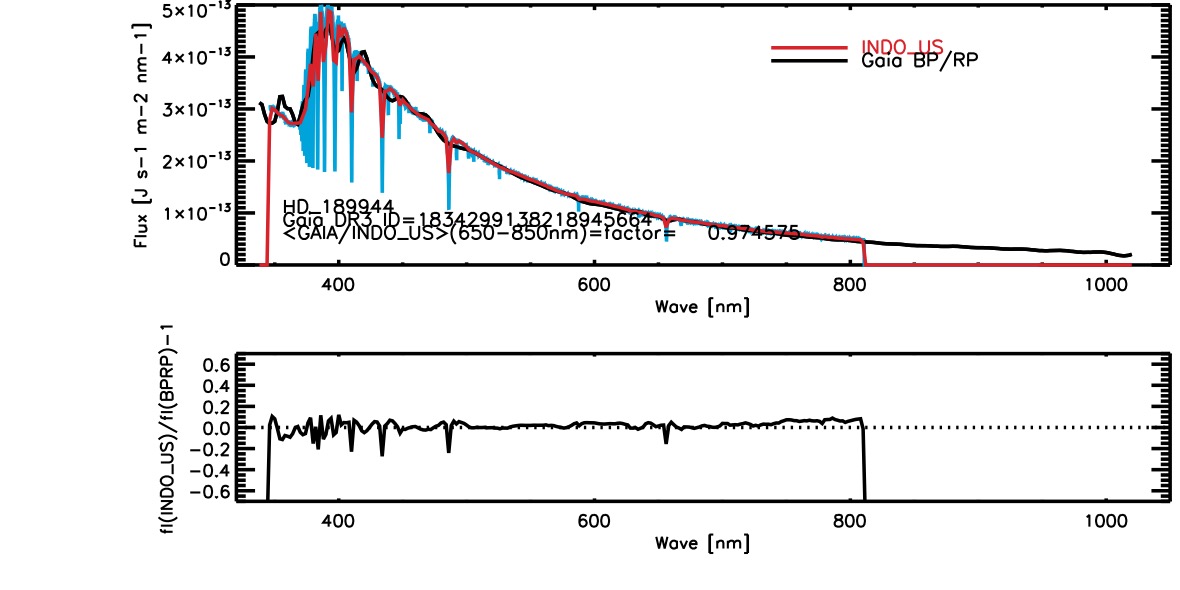 Flux [J s-1 m-2 nm-1]
5×10⁻¹³
4×10⁻¹³
3×10⁻¹³
2×10⁻¹³
1×10⁻¹³
0
INDO_US
Gaia BP/RP
HD_189944
Gaia DR3 ID=1834299138218945664
<GAIA/INDO_US>(650-850nm)=factor= 0.974575
400 600 800 1000
Wave [nm]
fl(INDO_US)/fl(BPRP)-1
0.6
0.4
0.2
0.0
-0.2
-0.4
-0.6
400 600 800 1000
Wave [nm]